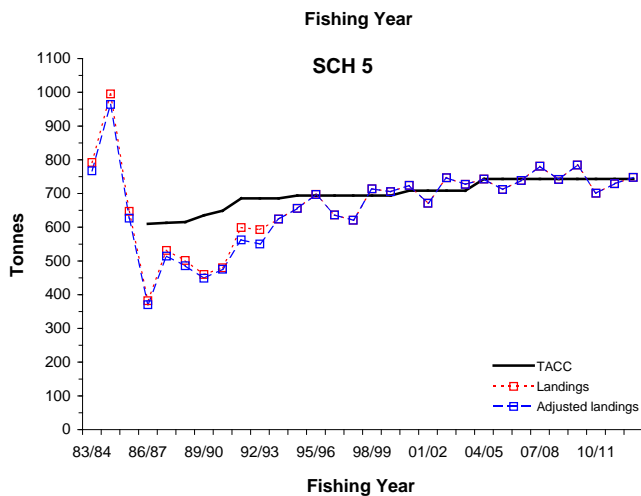 Fishing Year
SCH 5
1100
1000
900
800
700
600
500
400
300
200
100
0
Tonnes
TACC
Landings
Adjusted landings
83/84 86/87 89/90 92/93 95/96 98/99 01/02 04/05 07/08 10/11
Fishing Year